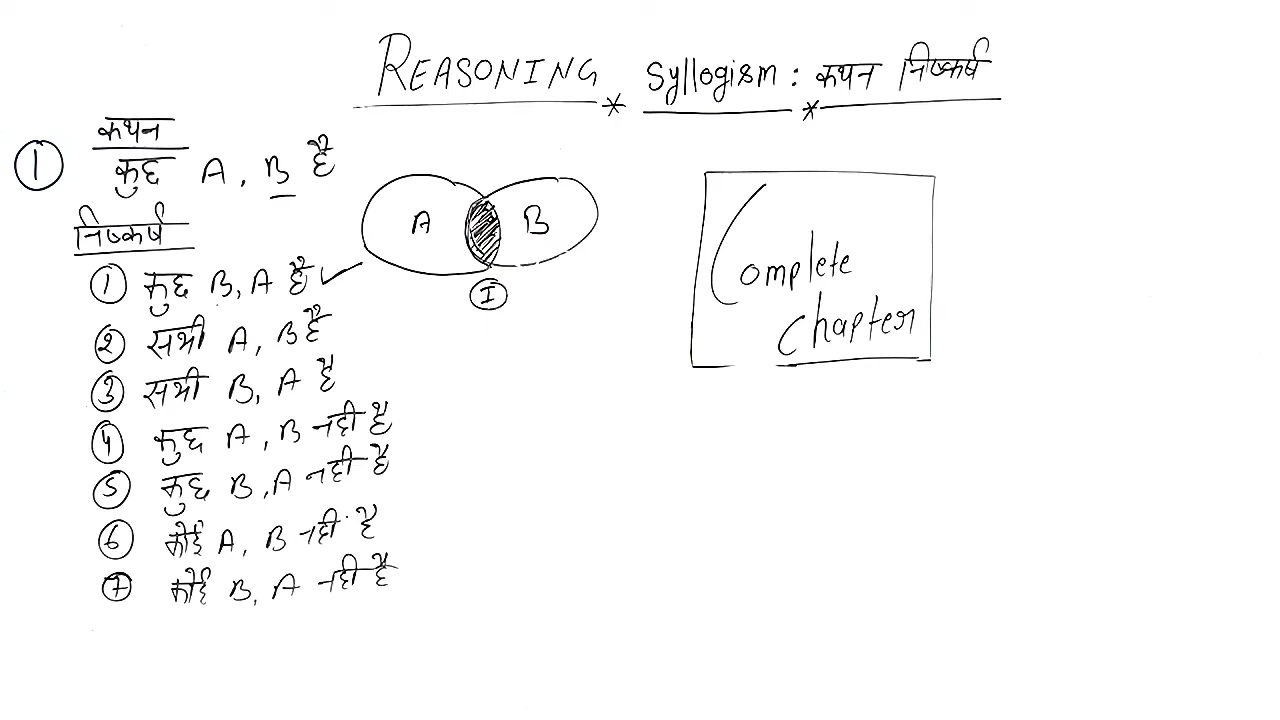 REASONING * Syllogism : * कथन निष्कर्ष
① कथन
कुछ A, B है
निष्कर्ष
① कुछ B, A है ✓
② सभी A, B है
③ सभी B, A है
④ कुछ A, B नही है
⑤ कुछ B, A नही है
⑥ कोई A, B नही है
⑦ कोई B, A नही है
A B
I
Complete
Chapter